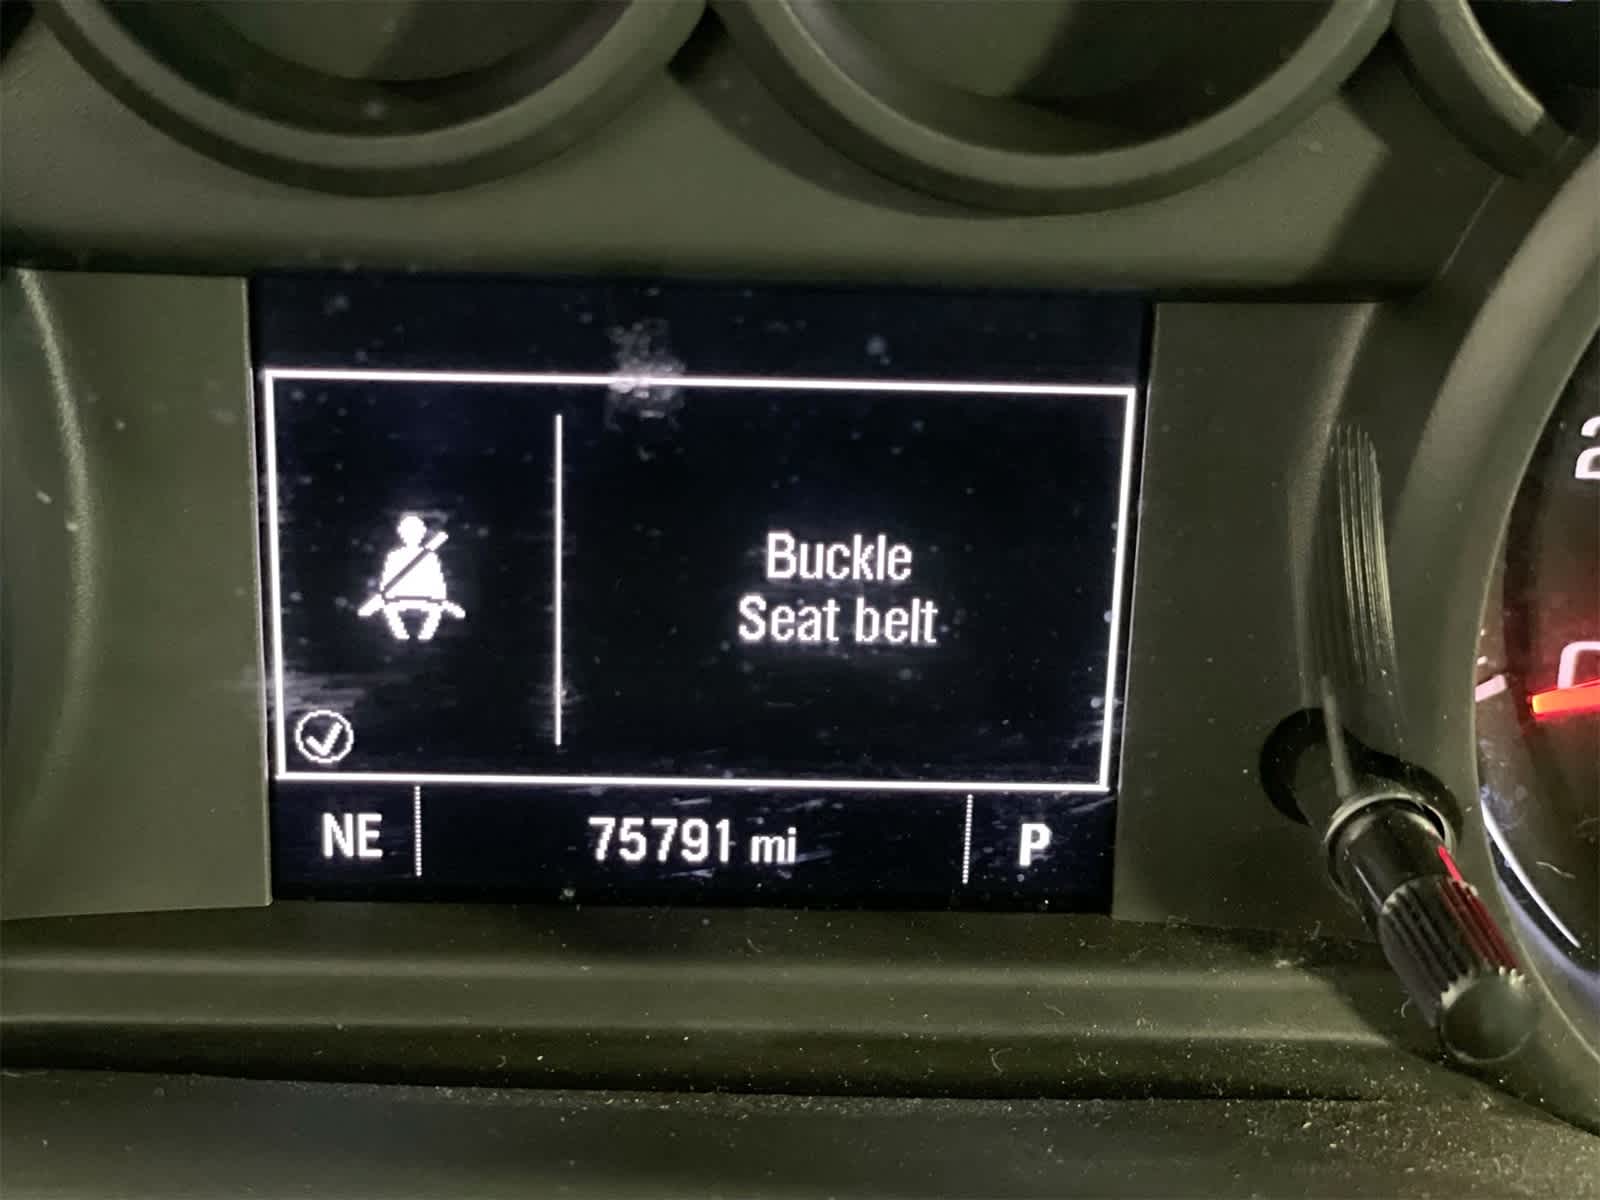 Buckle
Seat belt
NE 75791 mi P